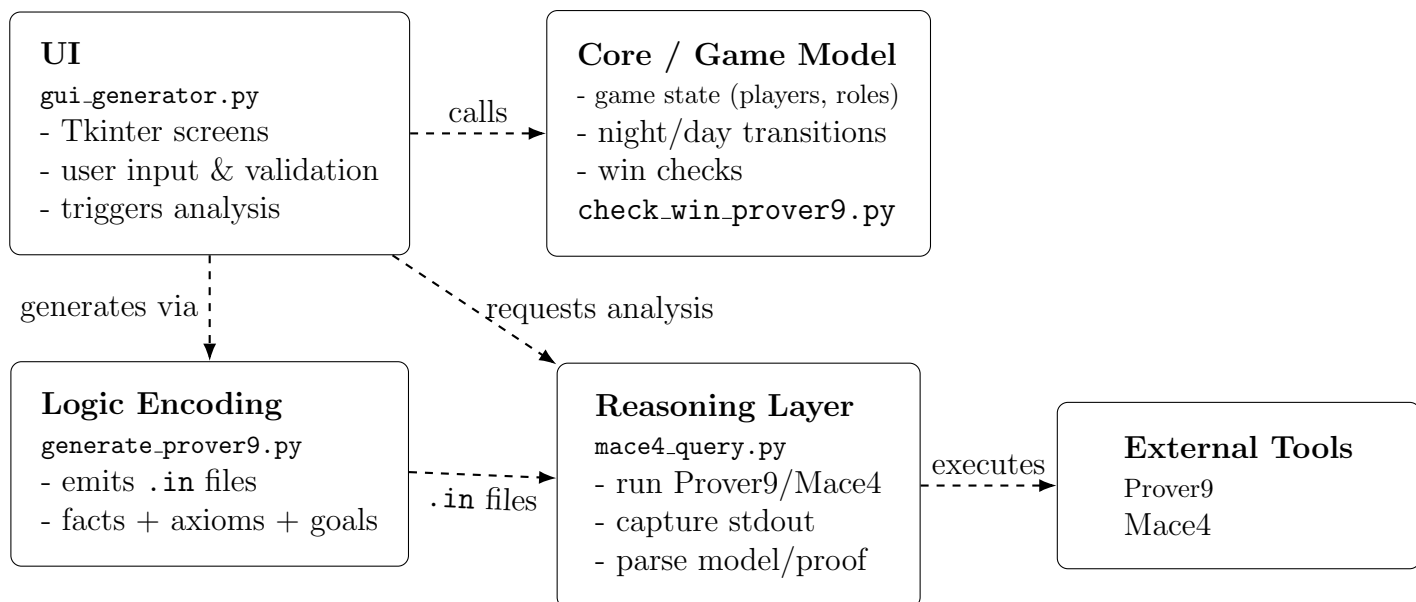 UI
gui_generator.py
- Tkinter screens
- user input & validation
- triggers analysis
calls
Core / Game Model
- game state (players, roles)
- night/day transitions
- win checks
check_win_prover9.py
generates via
requests analysis
Logic Encoding
generate_prover9.py
- emits .in files
- facts + axioms + goals
.in files
Reasoning Layer
mace4_query.py
- run Prover9/Mace4
- capture stdout
- parse model/proof
executes
External Tools
Prover9
Mace4